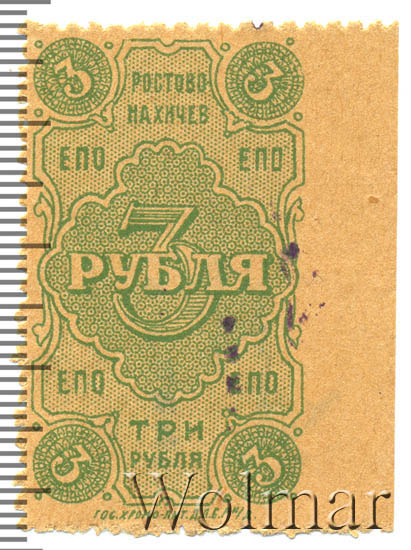 3 3
РОСТОВО
НАХИЧЕВ
ЕПО ЕПО
3
РУБЛЯ
ЕПО ЕПО
ТРИ
РУБЛЯ
3 3
Wolmar